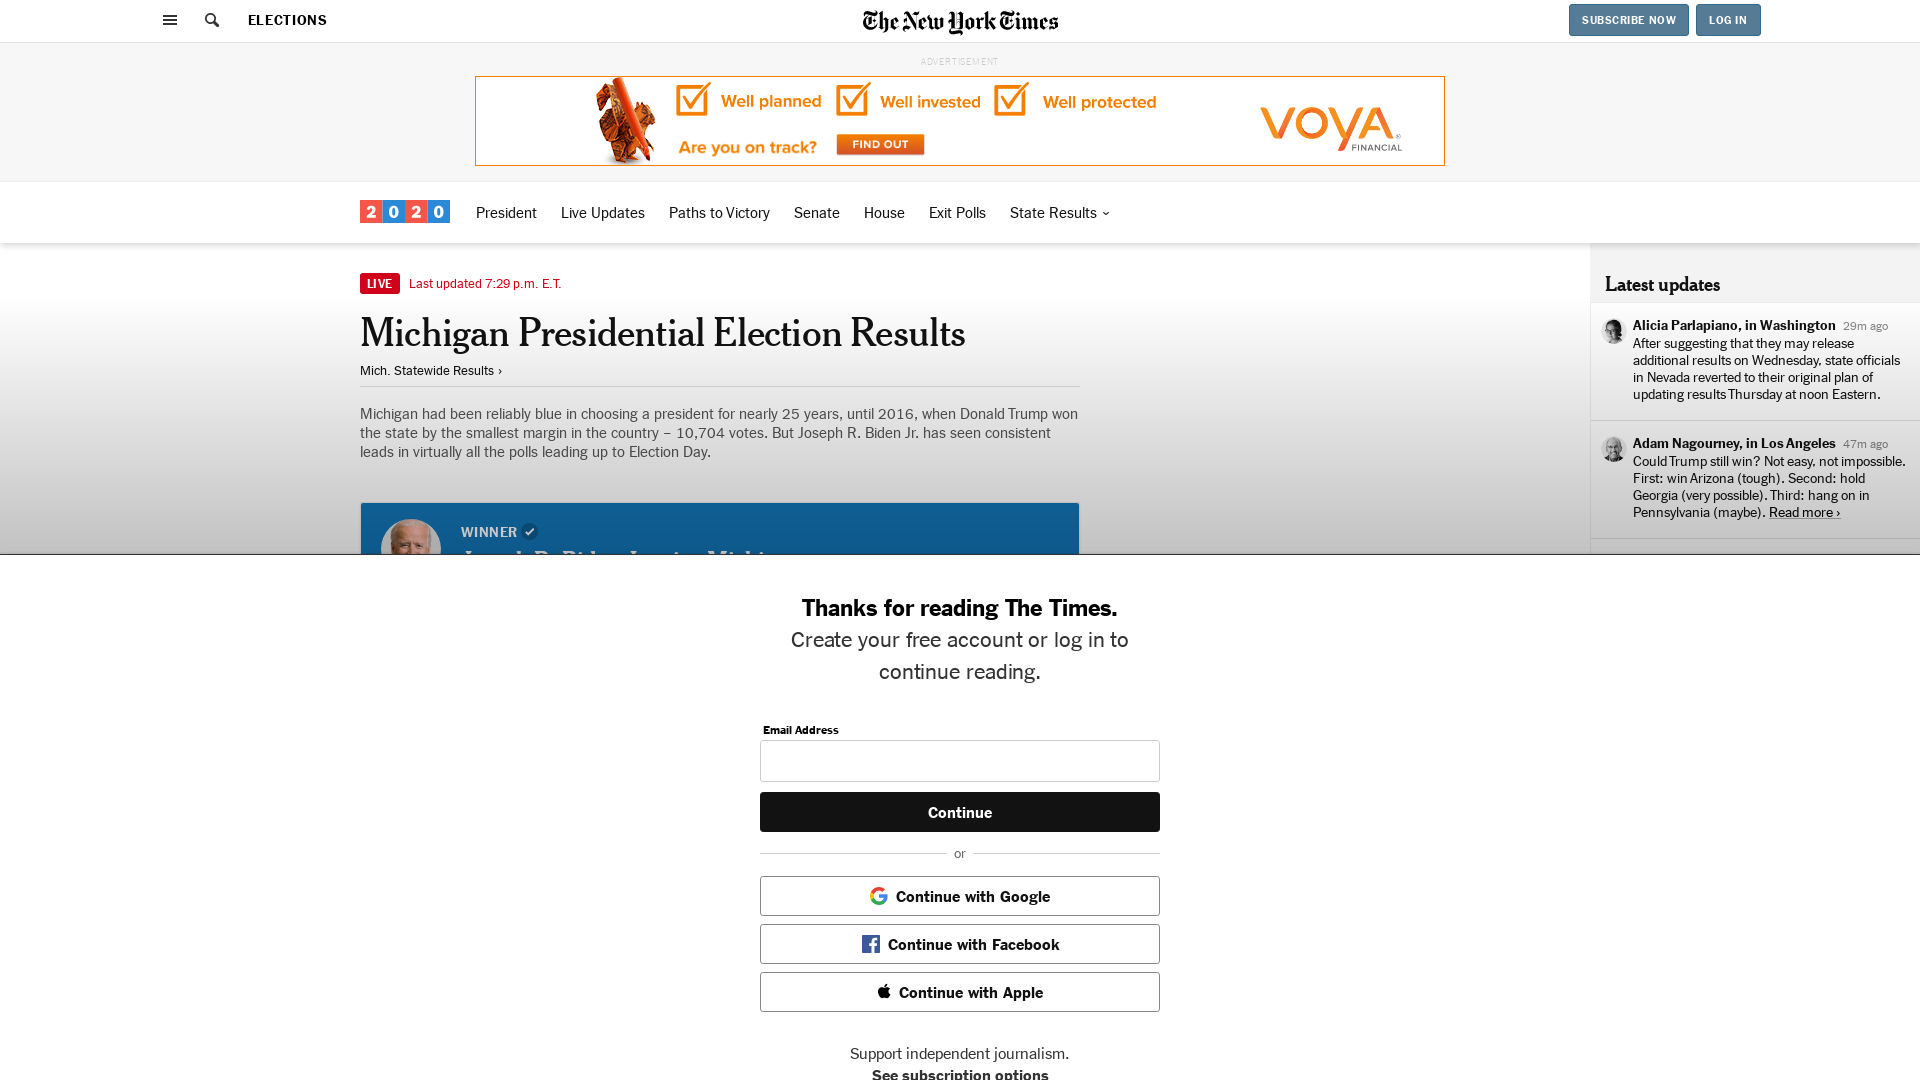 ELECTIONS
The New York Times
SUBSCRIBE NOW
LOG IN
ADVERTISEMENT
Well planned
Well invested
Well protected
Are you on track?
FIND OUT
VOYA
FINANCIAL
2020
President
Live Updates
Paths to Victory
Senate
House
Exit Polls
State Results
LIVE
Last updated 7:29 p.m. E.T.
Michigan Presidential Election Results
Mich. Statewide Results ›
Michigan had been reliably blue in choosing a president for nearly 25 years, until 2016, when Donald Trump won
the state by the smallest margin in the country – 10,704 votes. But Joseph R. Biden Jr. has seen consistent
leads in virtually all the polls leading up to Election Day.
WINNER
Latest updates
Alicia Parlapiano, in Washington 29m ago
After suggesting that they may release
additional results on Wednesday, state officials
in Nevada reverted to their original plan of
updating results Thursday at noon Eastern.
Adam Nagourney, in Los Angeles 47m ago
Could Trump still win? Not easy, not impossible.
First: win Arizona (tough). Second: hold
Georgia (very possible). Third: hang on in
Pennsylvania (maybe). Read more ›
Thanks for reading The Times.
Create your free account or log in to
continue reading.
Email Address
Continue
or
Continue with Google
Continue with Facebook
Continue with Apple
Support independent journalism.
See subscription options